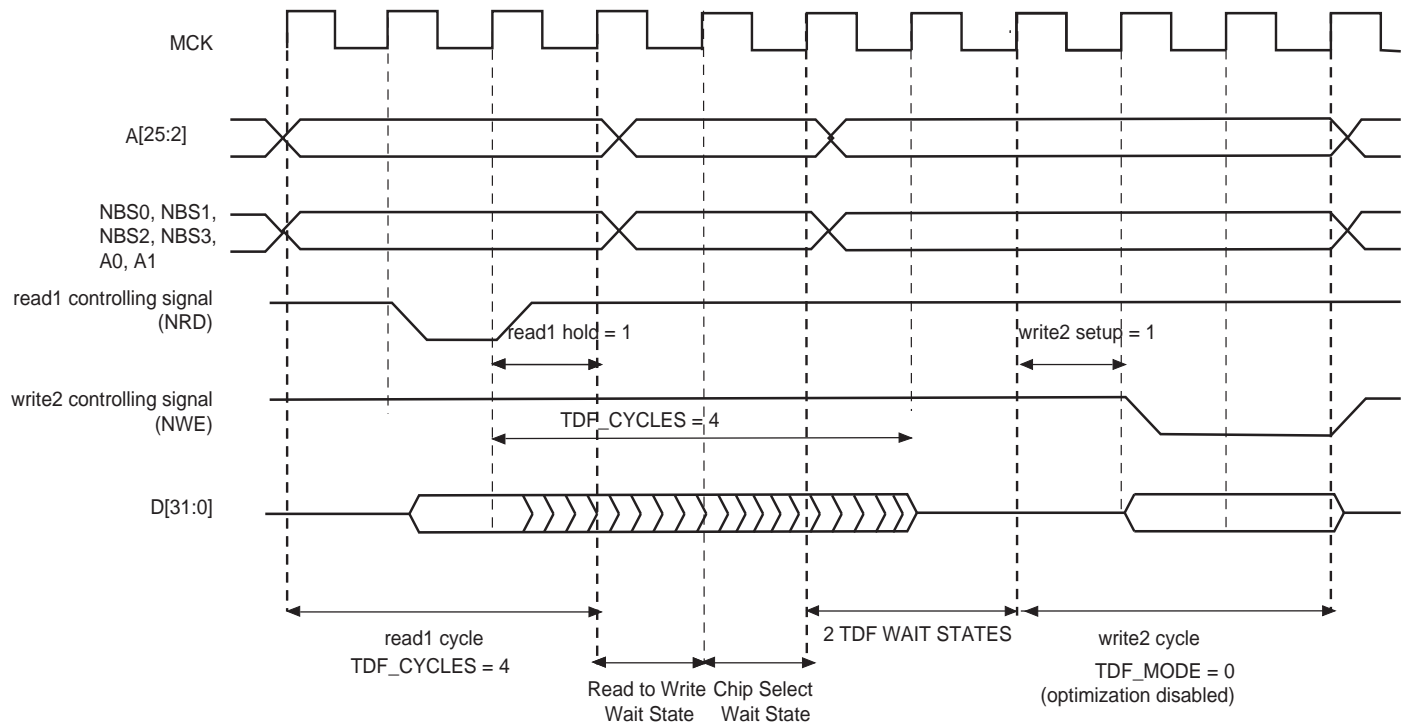 MCK
A[25:2]
NBS0, NBS1,
NBS2, NBS3,
A0, A1
read1 controlling signal
(NRD)
read1 hold = 1
write2 setup = 1
write2 controlling signal
(NWE)
TDF_CYCLES = 4
D[31:0]
read1 cycle
TDF_CYCLES = 4
2 TDF WAIT STATES
write2 cycle
TDF_MODE = 0
(optimization disabled)
Read to Write
Wait State
Chip Select
Wait State